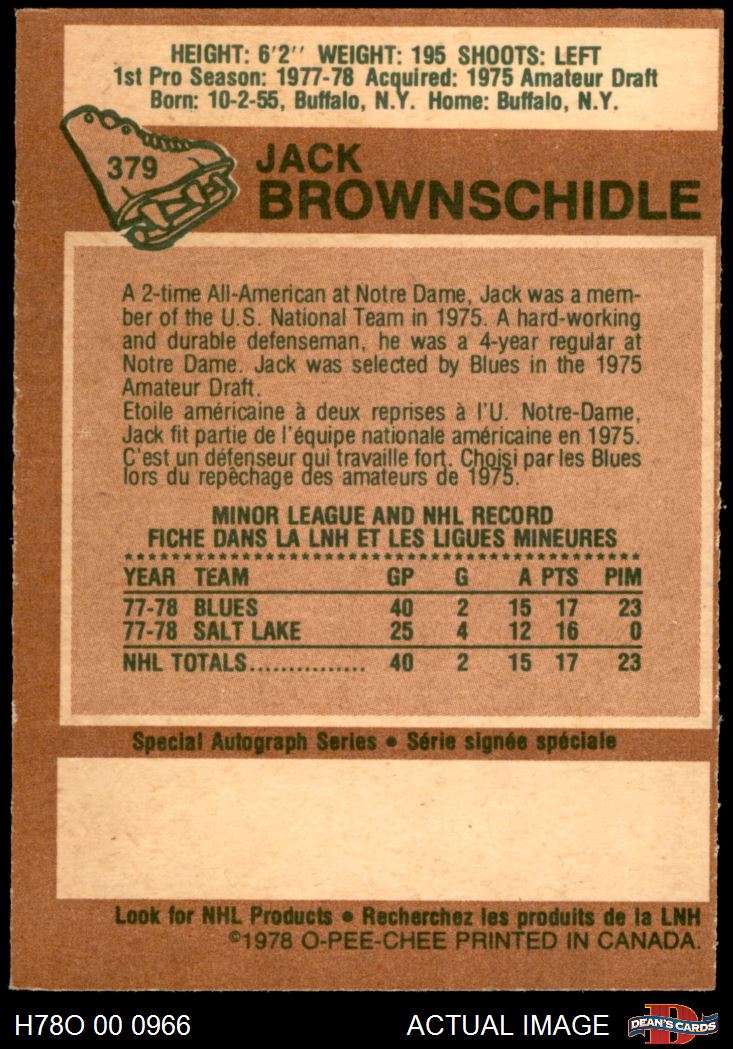 HEIGHT: 6'2'' WEIGHT: 195 SHOOTS: LEFT
1st Pro Season: 1977-78 Acquired: 1975 Amateur Draft
Born: 10-2-55, Buffalo, N.Y. Home: Buffalo, N.Y.
379
JACK
BROWNSCHIDLE
A 2-time All-American at Notre Dame, Jack was a mem-
ber of the U.S. National Team in 1975. A hard-working
and durable defenseman, he was a 4-year regular at
Notre Dame. Jack was selected by Blues in the 1975
Amateur Draft.
Etoile américaine à deux reprises à l'U. Notre-Dame,
Jack fit partie de l'équipe nationale américaine en 1975.
C'est un défenseur qui travaille fort. Choisi par les Blues
lors du repêchage des amateurs de 1975.
MINOR LEAGUE AND NHL RECORD
FICHE DANS LA LNH ET LES LIGUES MINEURES
YEAR TEAM GP G A PTS PIM
77-78 BLUES 40 2 15 17 23
77-78 SALT LAKE 25 4 12 16 0
NHL TOTALS............... 40 2 15 17 23
Special Autograph Series • Série signée spéciale
Look for NHL Products • Recherchez les produits de la LNH
©1978 O-PEE-CHEE PRINTED IN CANADA.
H78O 00 0966 ACTUAL IMAGE DEAN'S CARDS